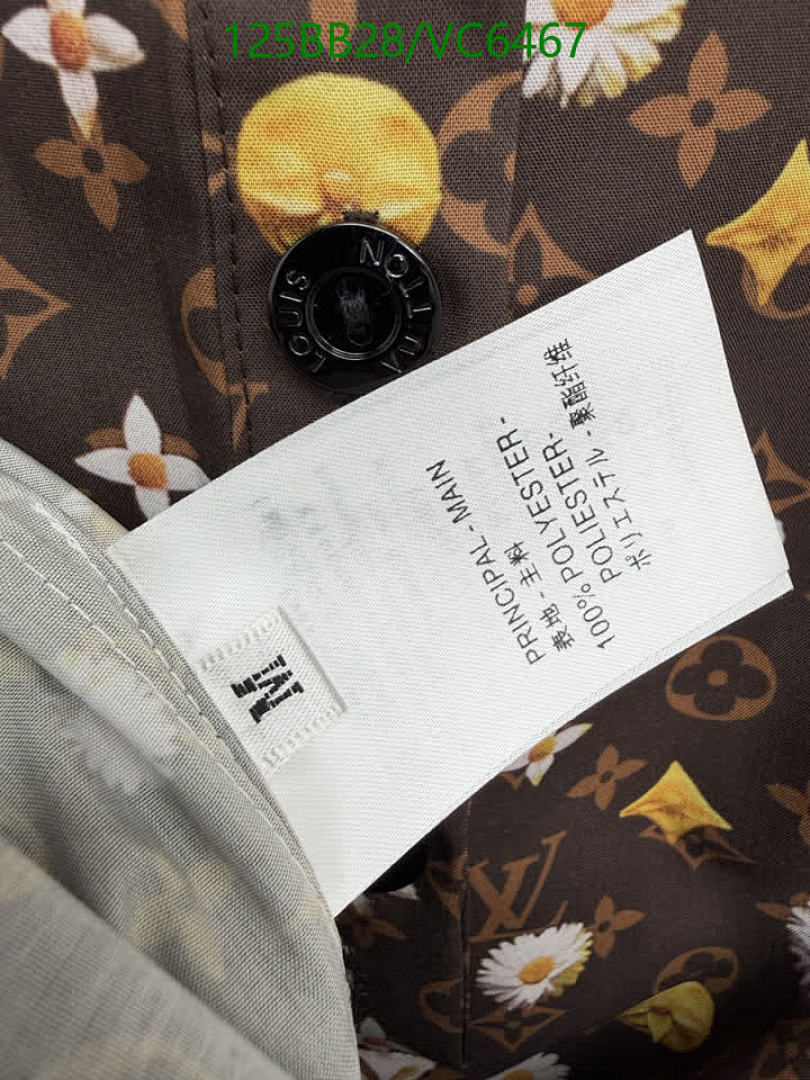 125BB28/VC6467
LOUIS VUITTON
PRINCIPAL - MAIN
表地 - 主料
100% POLYESTER -
POLIESTER -
ポリエステル - 聚酯纤维
M
LV